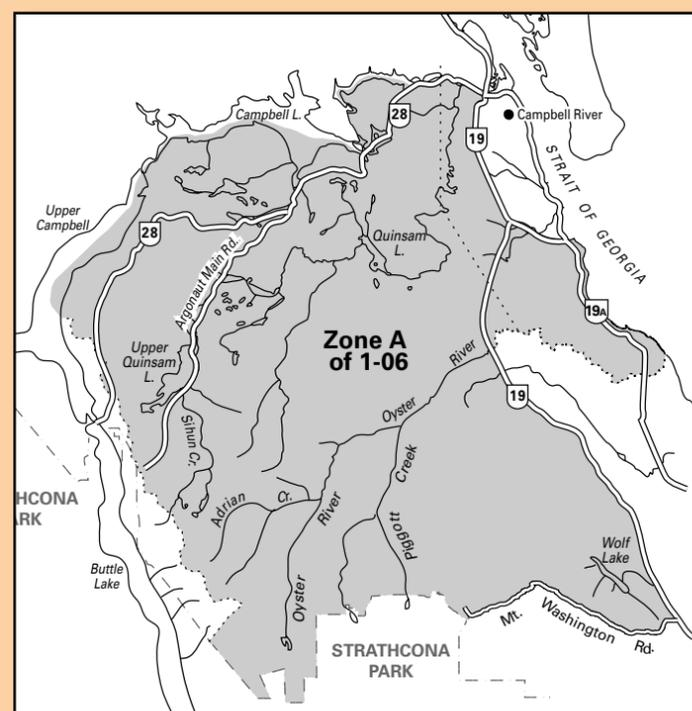 Campbell L.
28
19
Campbell River
STRAIT OF GEORGIA
Upper
Campbell
28
Argonaut Main Rd.
Quinsam
L.
19A
Zone A
of 1-06
Upper
Quinsam
L.
Oyster River
19
Sihun Cr.
Piggott Creek
HCONA
ARK
Adrian Cr.
Oyster River
Buttle
Lake
Wolf
Lake
Mt. Washington Rd.
STRATHCONA
PARK